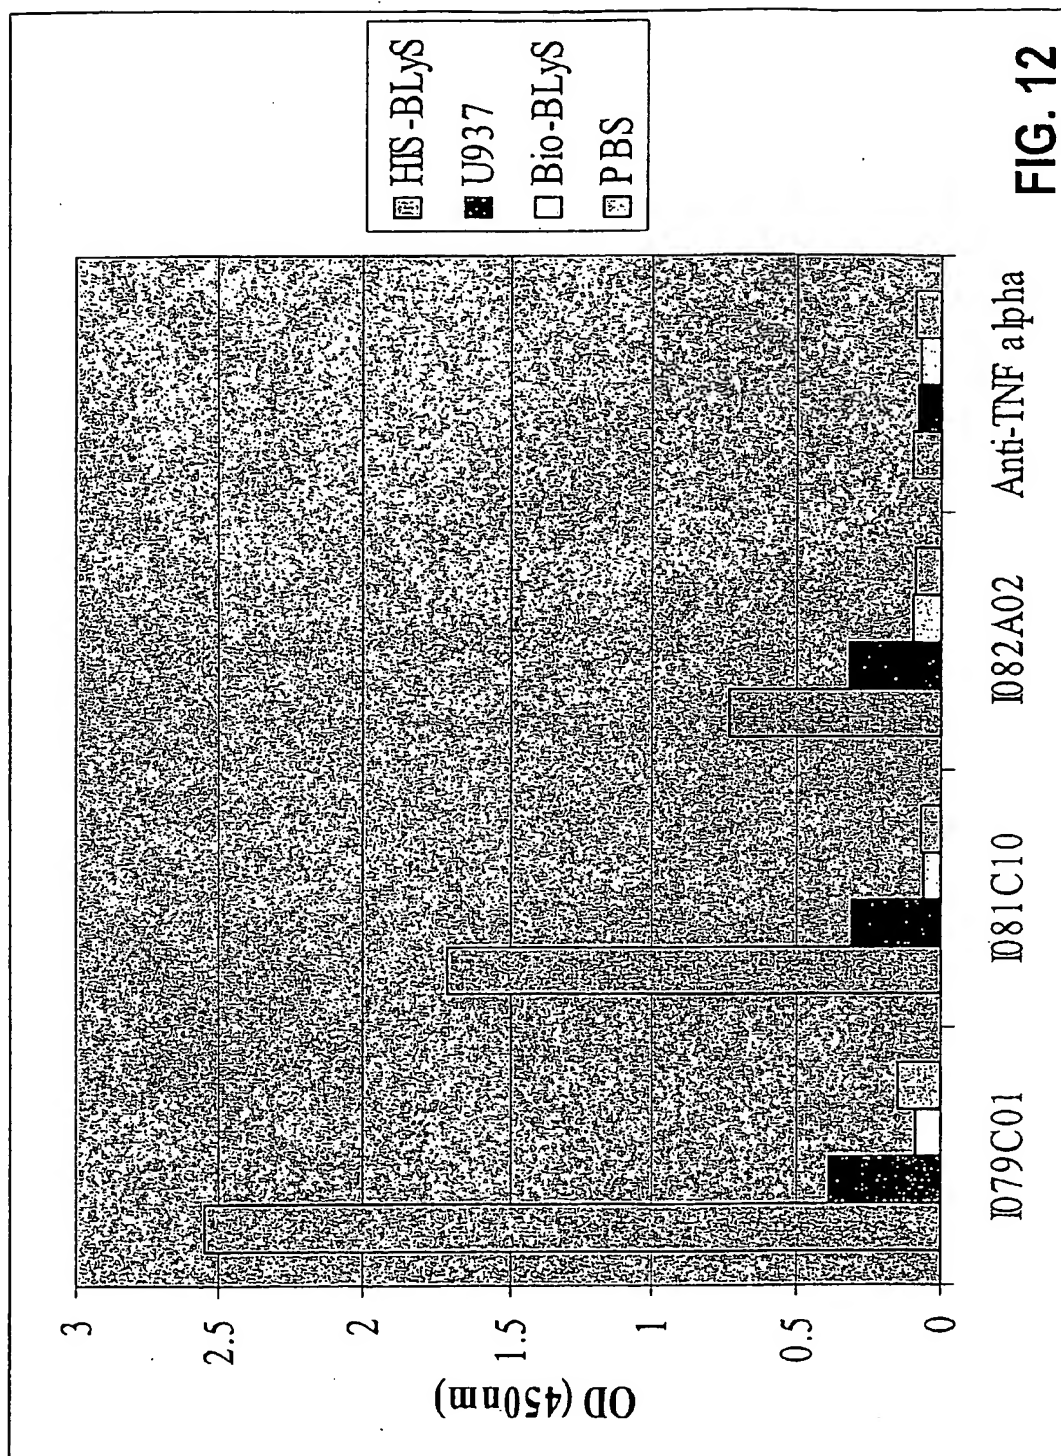 HIS-BLyS
U937
Bio-BLyS
PBS
3
2.5
2
1.5
1
0.5
0
OD (450nm)
I079C01
I081C10
I082A02
Anti-TNF alpha
FIG. 12